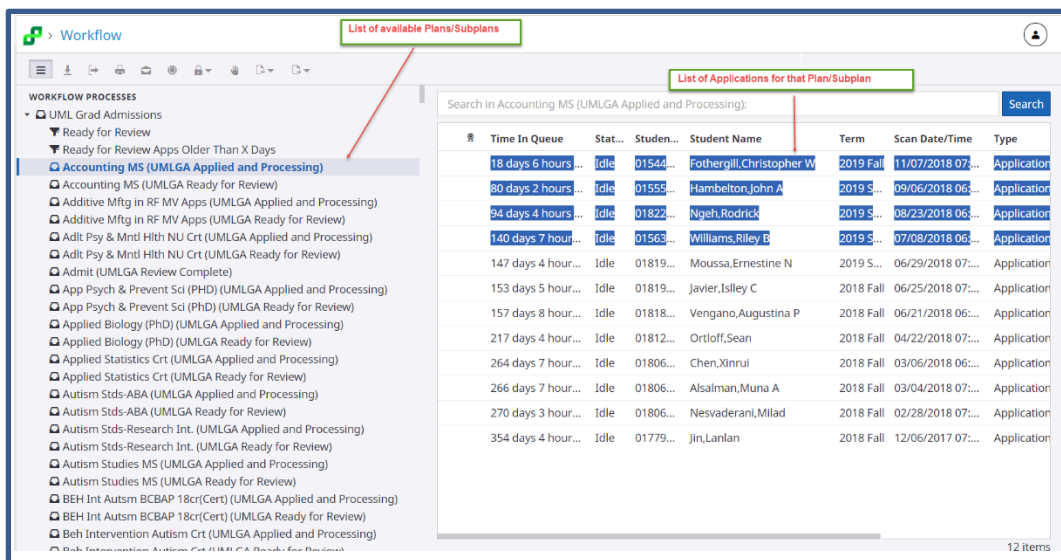 List of available Plans/Subplans
Workflow
List of Applications for that Plan/Subplan
WORKFLOW PROCESSES
UML Grad Admissions
Ready for Review
Ready for Review Apps Older Than X Days
Accounting MS (UMLGA Applied and Processing)
Accounting MS (UMLGA Ready for Review)
Additive Mftg in RF MV Apps (UMLGA Applied and Processing)
Additive Mftg in RF MV Apps (UMLGA Ready for Review)
Adlt Psy & Mntl Hlth NU Crt (UMLGA Applied and Processing)
Adlt Psy & Mntl Hlth NU Crt (UMLGA Ready for Review)
Admit (UMLGA Review Complete)
App Psych & Prevent Sci (PHD) (UMLGA Applied and Processing)
App Psych & Prevent Sci (PHD) (UMLGA Ready for Review)
Applied Biology (PhD) (UMLGA Applied and Processing)
Applied Biology (PhD) (UMLGA Ready for Review)
Applied Statistics Crt (UMLGA Applied and Processing)
Applied Statistics Crt (UMLGA Ready for Review)
Autism Stds-ABA (UMLGA Applied and Processing)
Autism Stds-ABA (UMLGA Ready for Review)
Autism Stds-Research Int. (UMLGA Applied and Processing)
Autism Stds-Research Int. (UMLGA Ready for Review)
Autism Studies MS (UMLGA Applied and Processing)
Autism Studies MS (UMLGA Ready for Review)
BEH Int Autsm BCBAP 18cr(Cert) (UMLGA Applied and Processing)
BEH Int Autsm BCBAP 18cr(Cert) (UMLGA Ready for Review)
Beh Intervention Autism Crt (UMLGA Applied and Processing)
Beh Intervention Autism Crt (UMLGA Ready for Review)
Search in Accounting MS (UMLGA Applied and Processing): Search
Time In Queue Stat... Studen... Student Name Term Scan Date/Time Type
18 days 6 hours ... Idle 01544... Fothergill,Christopher W 2019 Fall 11/07/2018 07:... Application
80 days 2 hours ... Idle 01555... Hambelton,John A 2019 S... 09/06/2018 06:... Application
94 days 4 hours ... Idle 01822... Ngeh,Rodrick 2019 S... 08/23/2018 06:... Application
140 days 7 hour... Idle 01563... Williams,Riley B 2019 S... 07/08/2018 06:... Application
147 days 4 hour... Idle 01819... Moussa,Ernestine N 2019 S... 06/29/2018 07:... Application
153 days 5 hour... Idle 01819... Javier,Islley C 2018 Fall 06/25/2018 07:... Application
157 days 8 hour... Idle 01818... Vengano,Augustina P 2018 Fall 06/21/2018 06:... Application
217 days 4 hour... Idle 01812... Ortloff,Sean 2018 Fall 04/22/2018 07:... Application
264 days 7 hour... Idle 01806... Chen,Xinrui 2018 Fall 03/06/2018 06:... Application
266 days 7 hour... Idle 01806... Alsalman,Muna A 2018 Fall 03/04/2018 07:... Application
270 days 3 hour... Idle 01806... Nesvaderani,Milad 2018 Fall 02/28/2018 07:... Application
354 days 4 hour... Idle 01779... Jin,Lanlan 2018 Fall 12/06/2017 07:... Application
12 items